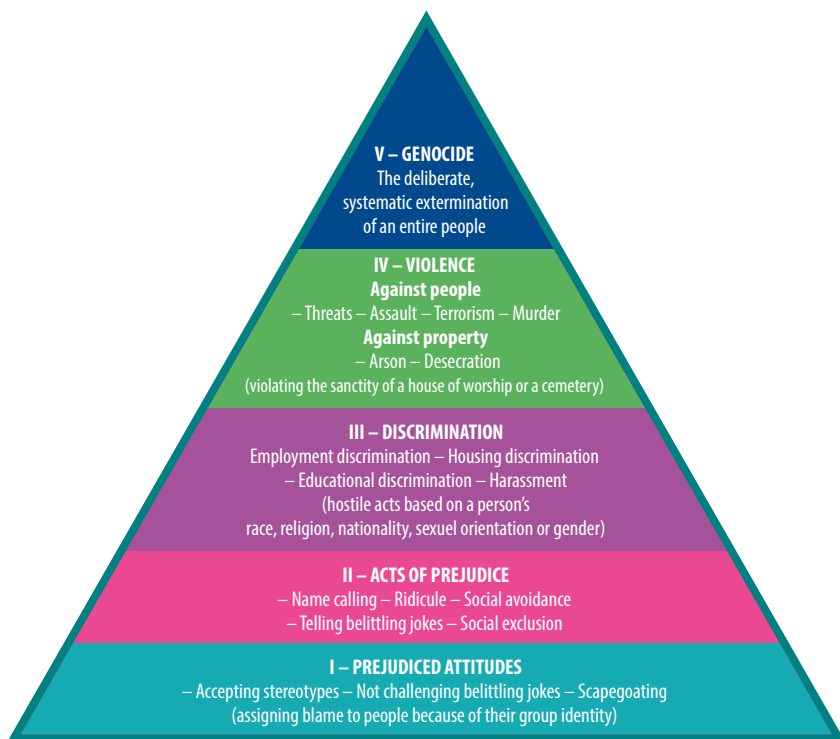 V – GENOCIDE
The deliberate,
systematic extermination
of an entire people
IV – VIOLENCE
Against people
– Threats – Assault – Terrorism – Murder
Against property
– Arson – Desecration
(violating the sanctity of a house of worship or a cemetery)
III – DISCRIMINATION
Employment discrimination – Housing discrimination
– Educational discrimination – Harassment
(hostile acts based on a person's
race, religion, nationality, sexuel orientation or gender)
II – ACTS OF PREJUDICE
– Name calling – Ridicule – Social avoidance
– Telling belittling jokes – Social exclusion
I – PREJUDICED ATTITUDES
– Accepting stereotypes – Not challenging belittling jokes – Scapegoating
(assigning blame to people because of their group identity)